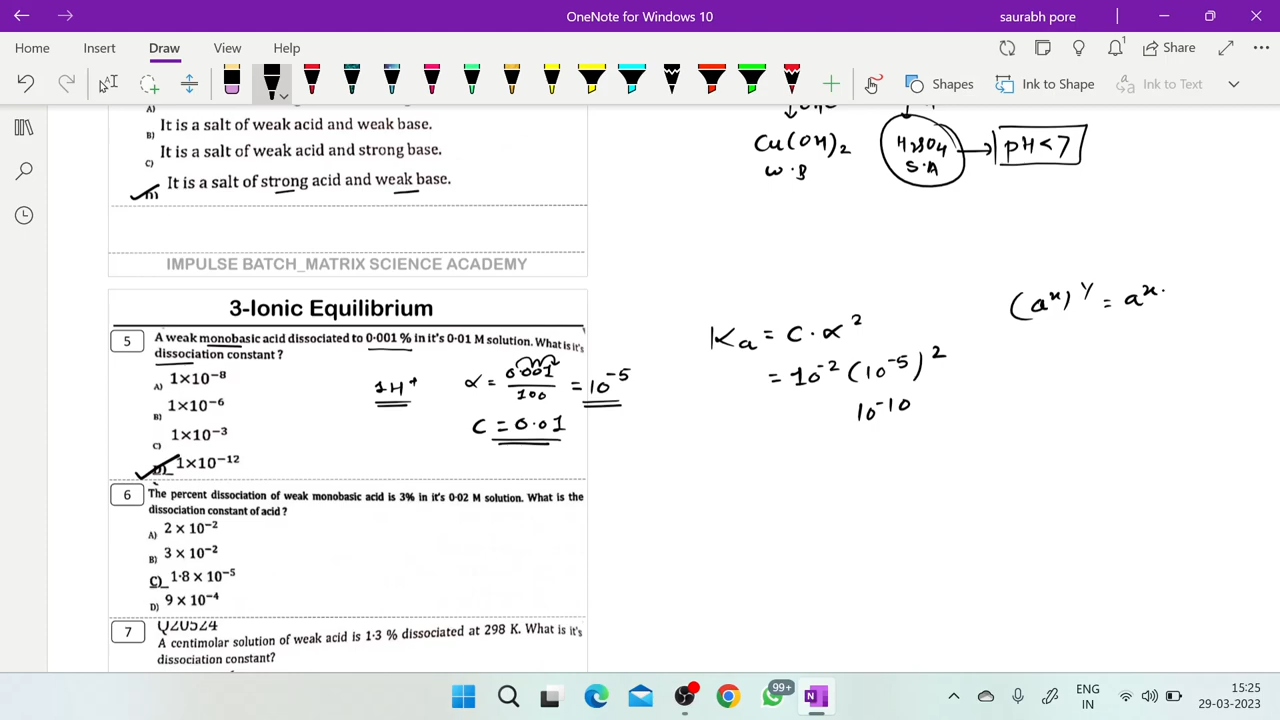 OneNote for Windows 10
saurabh pore
Home Insert Draw View Help
Share
Shapes
Ink to Shape
Ink to Text
A)
B) It is a salt of weak acid and weak base.
C) It is a salt of weak acid and strong base.
D) It is a salt of strong acid and weak base.
Cu(OH)2
W.B
H2SO4
S.A
pH < 7
IMPULSE BATCH_MATRIX SCIENCE ACADEMY
3-Ionic Equilibrium
5 A weak monobasic acid dissociated to 0·001 % in it's 0·01 M solution. What is it's
dissociation constant ?
A) 1×10⁻⁸
B) 1×10⁻⁶
C) 1×10⁻³
D) 1×10⁻¹²
1H⁺
α = 0.001/100 = 10⁻⁵
C = 0.01
Ka = C · α²
= 10⁻² (10⁻⁵)²
10⁻¹⁰
(aˣ)ʸ = aˣ·
6 The percent dissociation of weak monobasic acid is 3% in it's 0·02 M solution. What is the
dissociation constant of acid ?
A) 2 × 10⁻²
B) 3 × 10⁻²
C) 1·8 × 10⁻⁵
D) 9 × 10⁻⁴
7 Q20524
A centimolar solution of weak acid is 1·3 % dissociated at 298 K. What is it's
dissociation constant?
99+
ENG
IN
15:25
29-03-2023